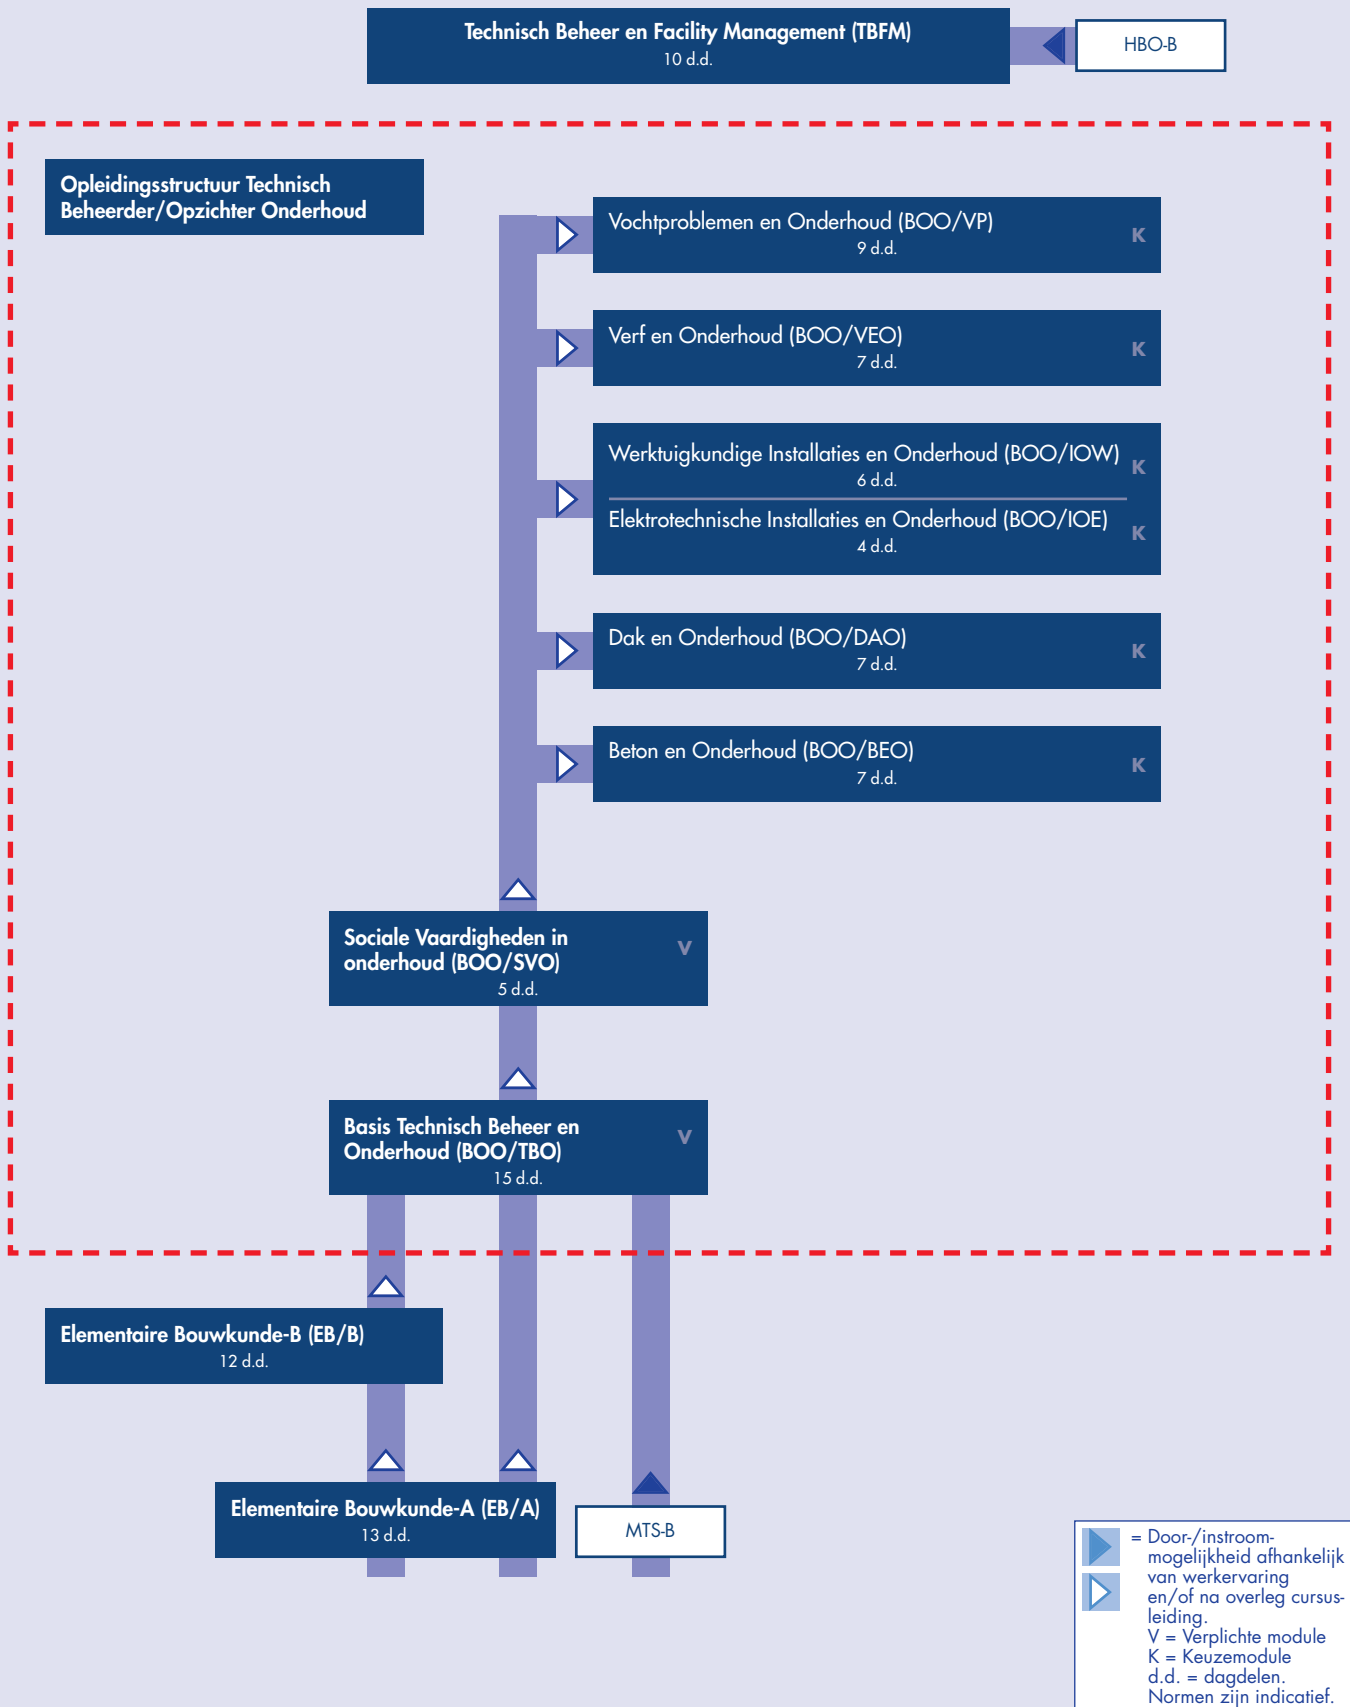 Technisch Beheer en Facility Management (TBFM)
10 d.d.
HBO-B
Opleidingsstructuur Technisch
Beheerder/Opzichter Onderhoud
Vochtproblemen en Onderhoud (BOO/VP)
9 d.d.
K
Verf en Onderhoud (BOO/VEO)
7 d.d.
K
Werktuigkundige Installaties en Onderhoud (BOO/IOW)
6 d.d.
K
Elektrotechnische Installaties en Onderhoud (BOO/IOE)
4 d.d.
K
Dak en Onderhoud (BOO/DAO)
7 d.d.
K
Beton en Onderhoud (BOO/BEO)
7 d.d.
K
Sociale Vaardigheden in
onderhoud (BOO/SVO)
5 d.d.
V
Basis Technisch Beheer en
Onderhoud (BOO/TBO)
15 d.d.
V
Elementaire Bouwkunde-B (EB/B)
12 d.d.
Elementaire Bouwkunde-A (EB/A)
13 d.d.
MTS-B
= Door-/instroom-
mogelijkheid afhankelijk
van werkervaring
en/of na overleg cursus-
leiding.
V = Verplichte module
K = Keuzemodule
d.d. = dagdelen.
Normen zijn indicatief.